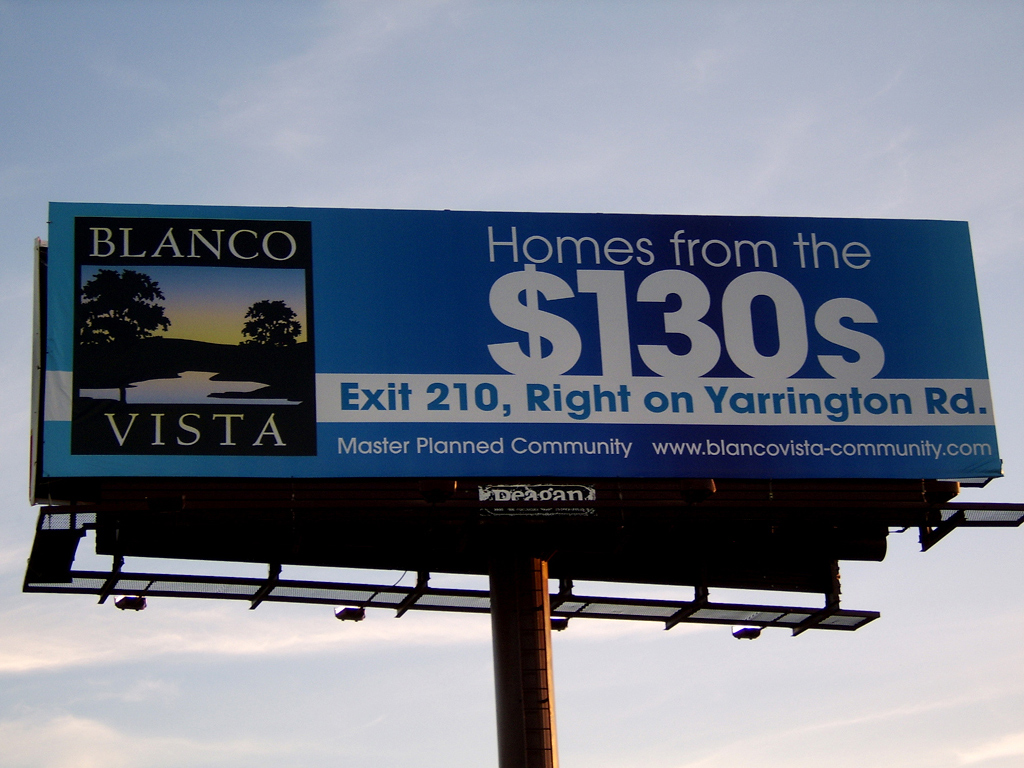 BLANCO
VISTA
Homes from the
$130s
Exit 210, Right on Yarrington Rd.
Master Planned Community www.blancovista-community.com
Reagan